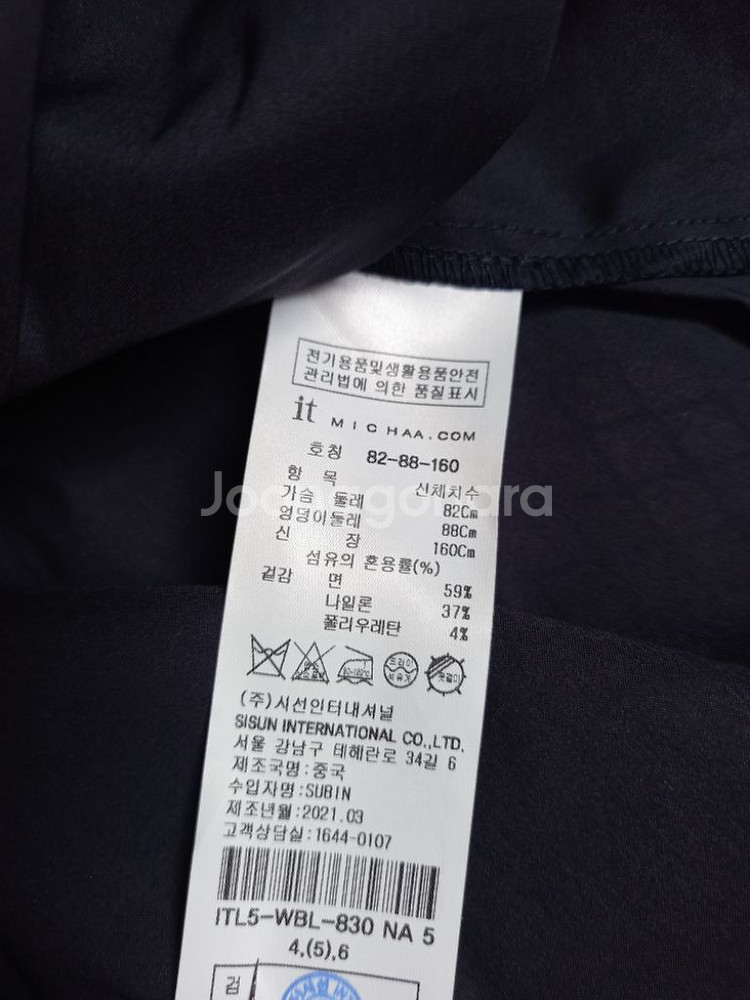 전기용품및생활용품안전
관리법에 의한 품질표시
it MICHAA.COM
호칭 82-88-160
항 목 신체치수
가슴 둘레 82Cm
엉덩이둘레 88Cm
신 장 160Cm
섬유의 혼용률(%)
겉감 면 59%
나일론 37%
폴리우레탄 4%
드라이
석유계
(주)시선인터내셔널
SISUN INTERNATIONAL CO.,LTD.
서울 강남구 테헤란로 34길 6
제조국명:중국
수입자명:SUBIN
제조년월:2021.03
고객상담실:1644-0107
ITL5-WBL-830 NA 5
4,(5),6
검